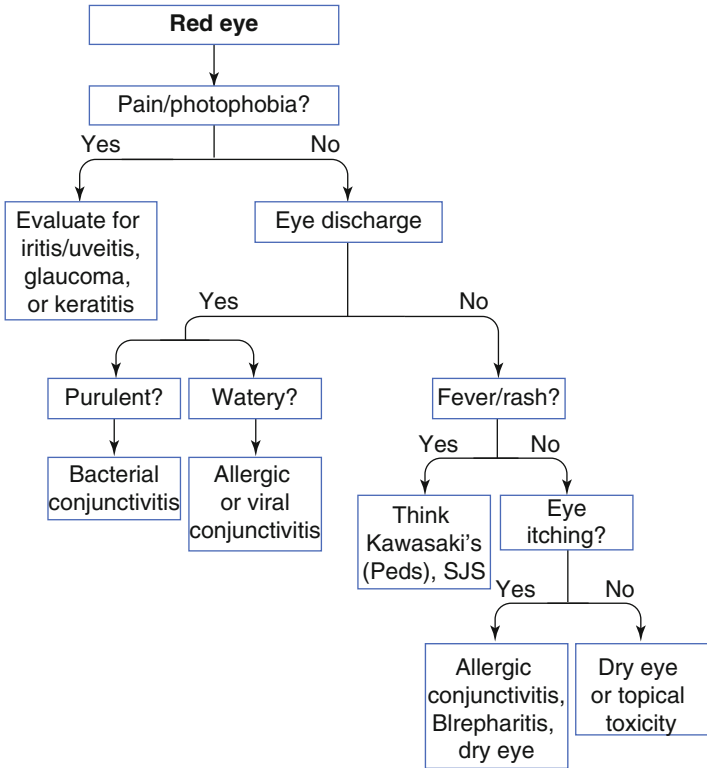 Red eye
Pain/photophobia?
Yes
No
Evaluate for
iritis/uveitis,
glaucoma,
or keratitis
Eye discharge
Yes
No
Purulent?
Watery?
Fever/rash?
Bacterial
conjunctivitis
Allergic
or viral
conjunctivitis
Yes
No
Think
Kawasaki's
(Peds), SJS
Eye
itching?
Yes
No
Allergic
conjunctivitis,
Blrepharitis,
dry eye
Dry eye
or topical
toxicity